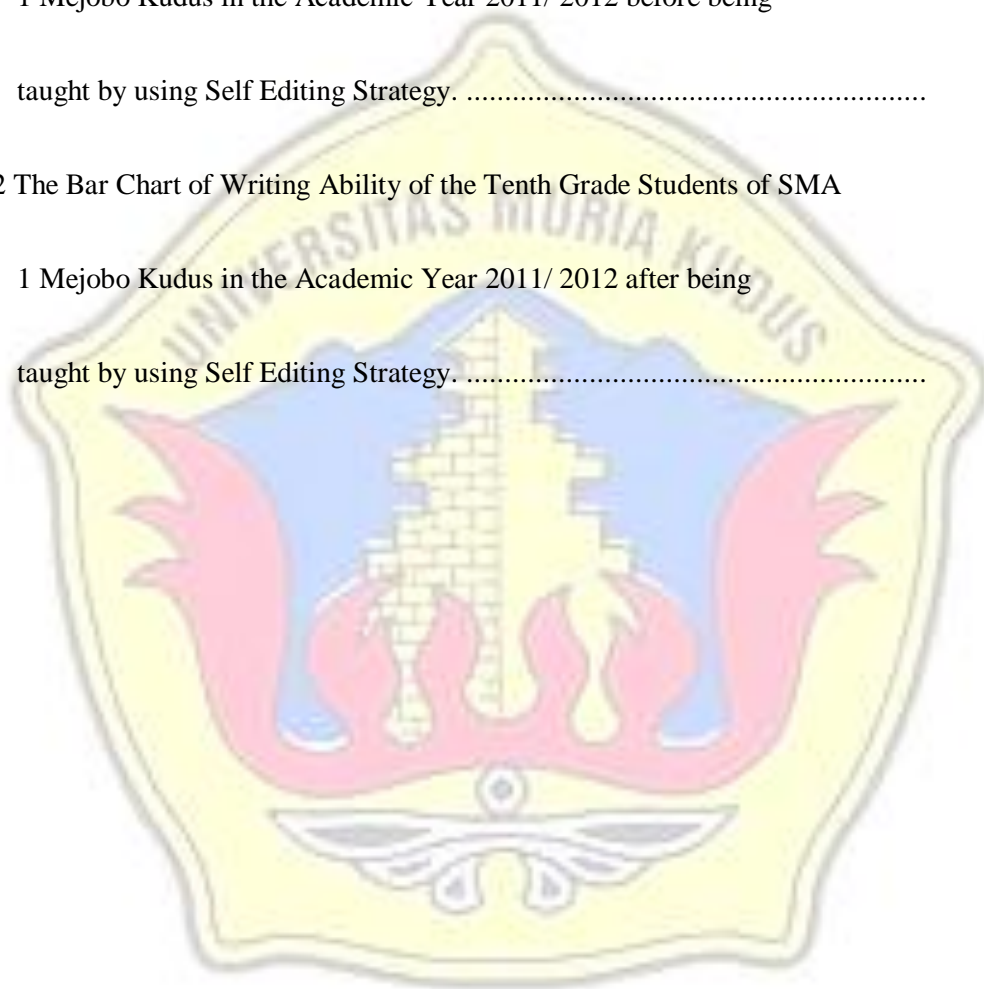 1 Mejobo Kudus in the Academic Year 2011/ 2012 before being
taught by using Self Editing Strategy. ............................................................
2 The Bar Chart of Writing Ability of the Tenth Grade Students of SMA
1 Mejobo Kudus in the Academic Year 2011/ 2012 after being
taught by using Self Editing Strategy. ............................................................
UNIVERSITAS MURIA KUDUS